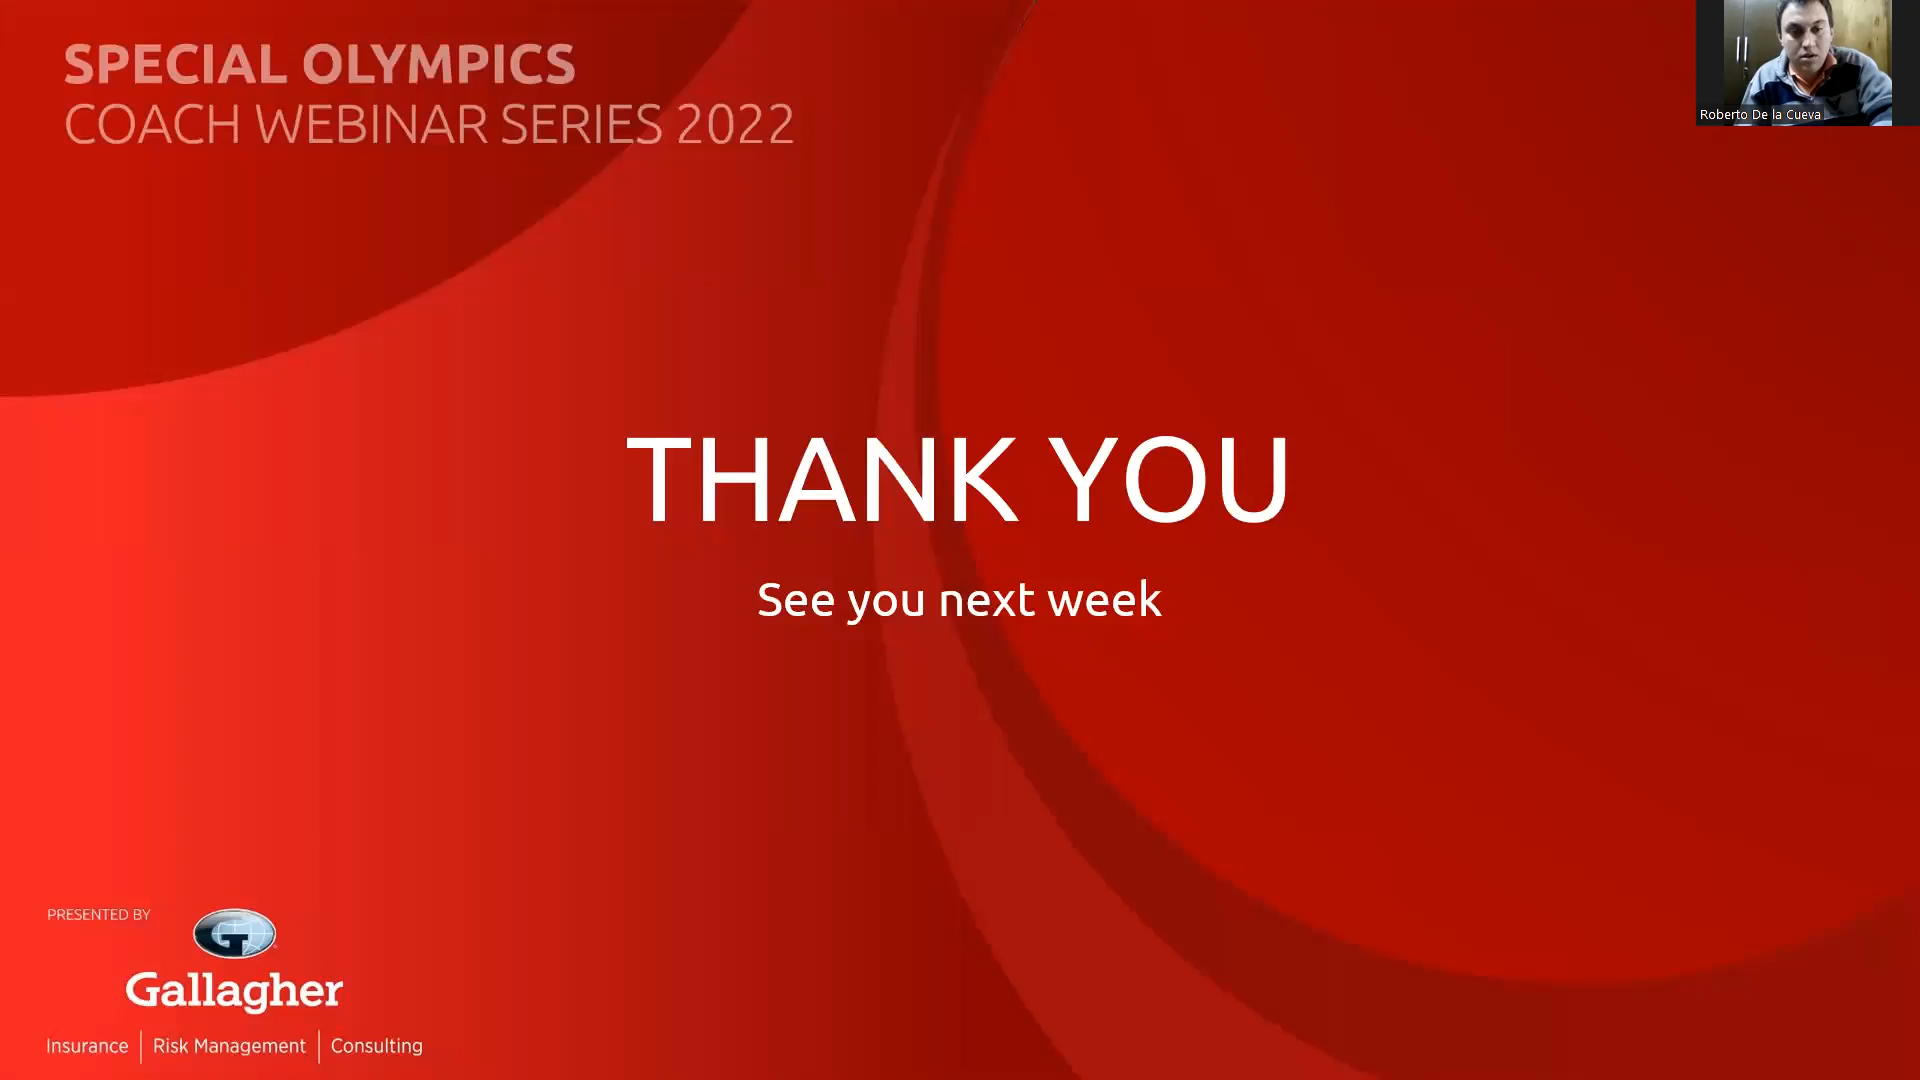 SPECIAL OLYMPICS
COACH WEBINAR SERIES 2022
Roberto De la Cueva
THANK YOU
See you next week
PRESENTED BY
G
Gallagher
Insurance | Risk Management | Consulting